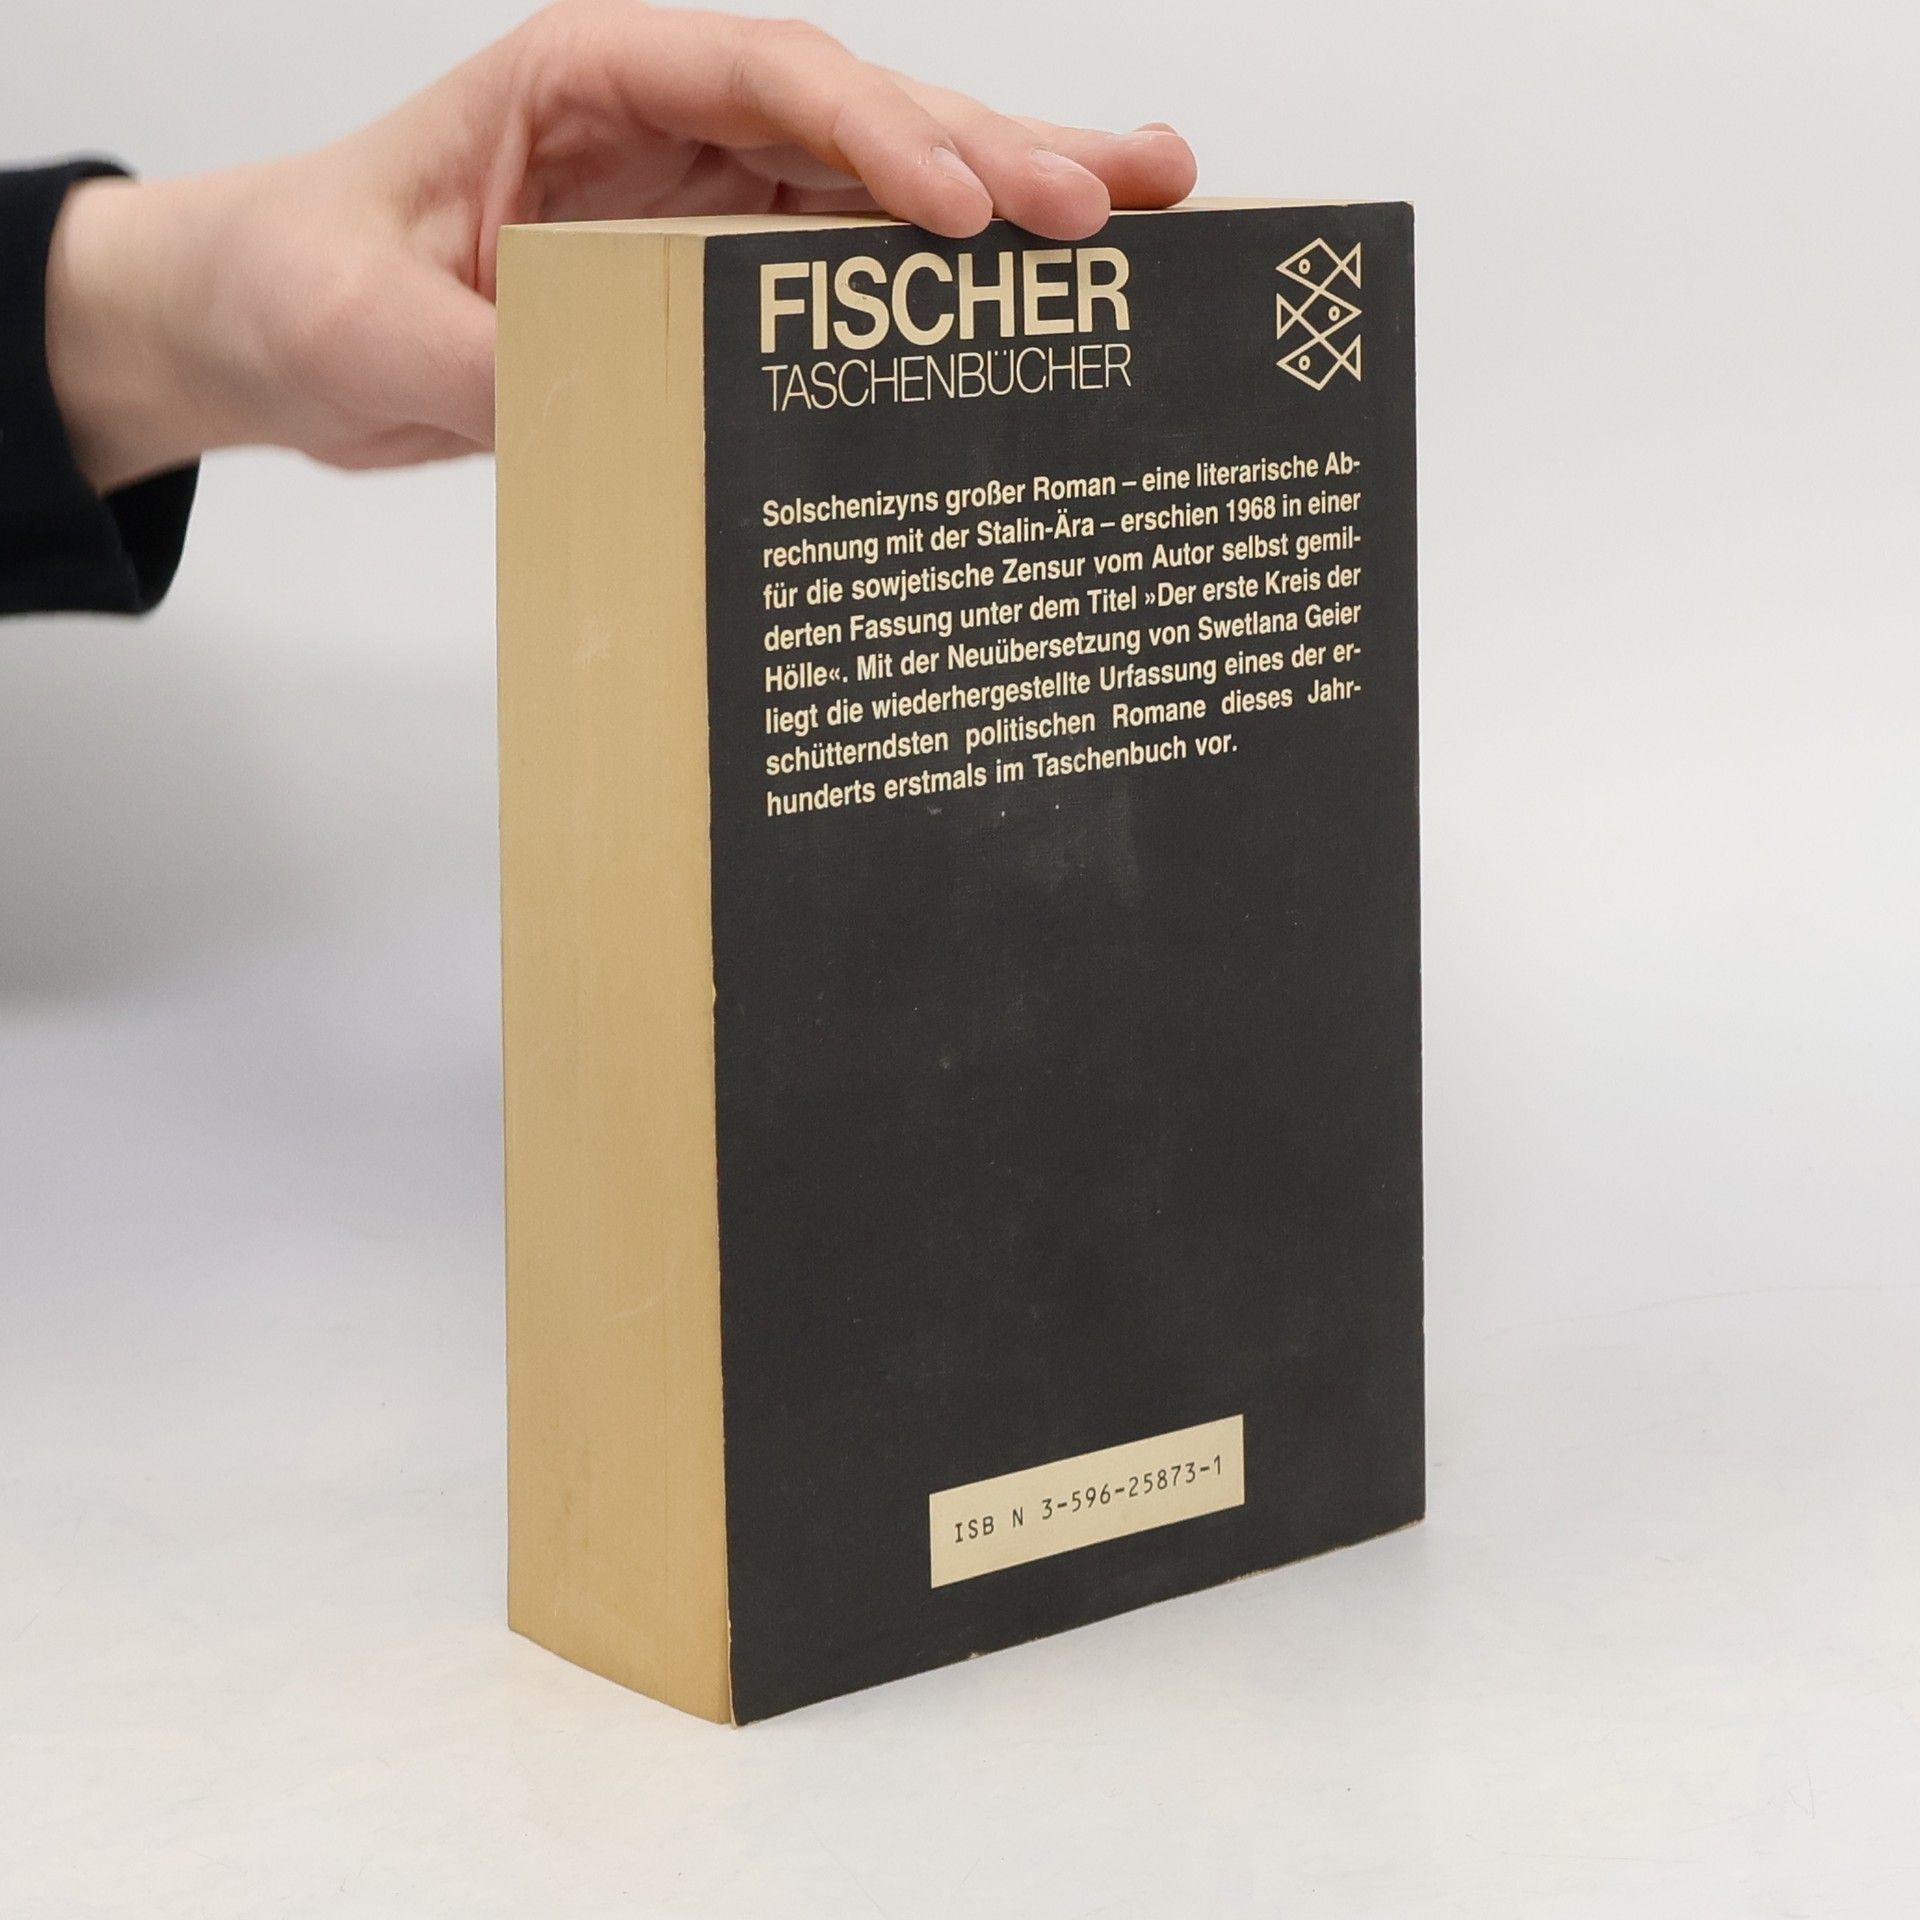 FISCHER
TASCHENBÜCHER
Solschenizyns großer Roman – eine literarische Ab-
rechnung mit der Stalin-Ära – erschien 1968 in einer
für die sowjetische Zensur vom Autor selbst gemil-
derten Fassung unter dem Titel »Der erste Kreis der
Hölle«. Mit der Neuübersetzung von Swetlana Geier
liegt die wiederhergestellte Urfassung eines der er-
schütterndsten politischen Romane dieses Jahr-
hunderts erstmals im Taschenbuch vor.
ISB N 3-596-25873-1